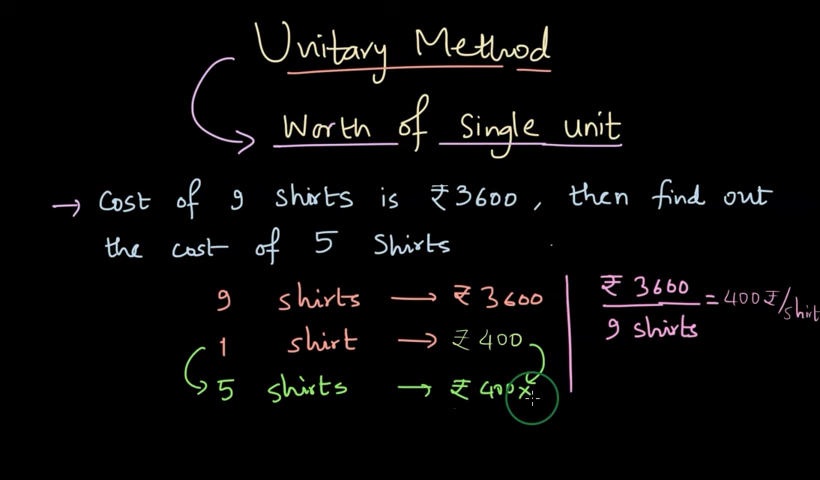 Unitary Method
Worth of Single unit
→ Cost of 9 shirts is ₹3600, then find out
the cost of 5 Shirts
9 shirts → ₹3600
1 shirt → ₹400
5 shirts → ₹400x
₹ 3600 / 9 shirts = 400₹/shirt